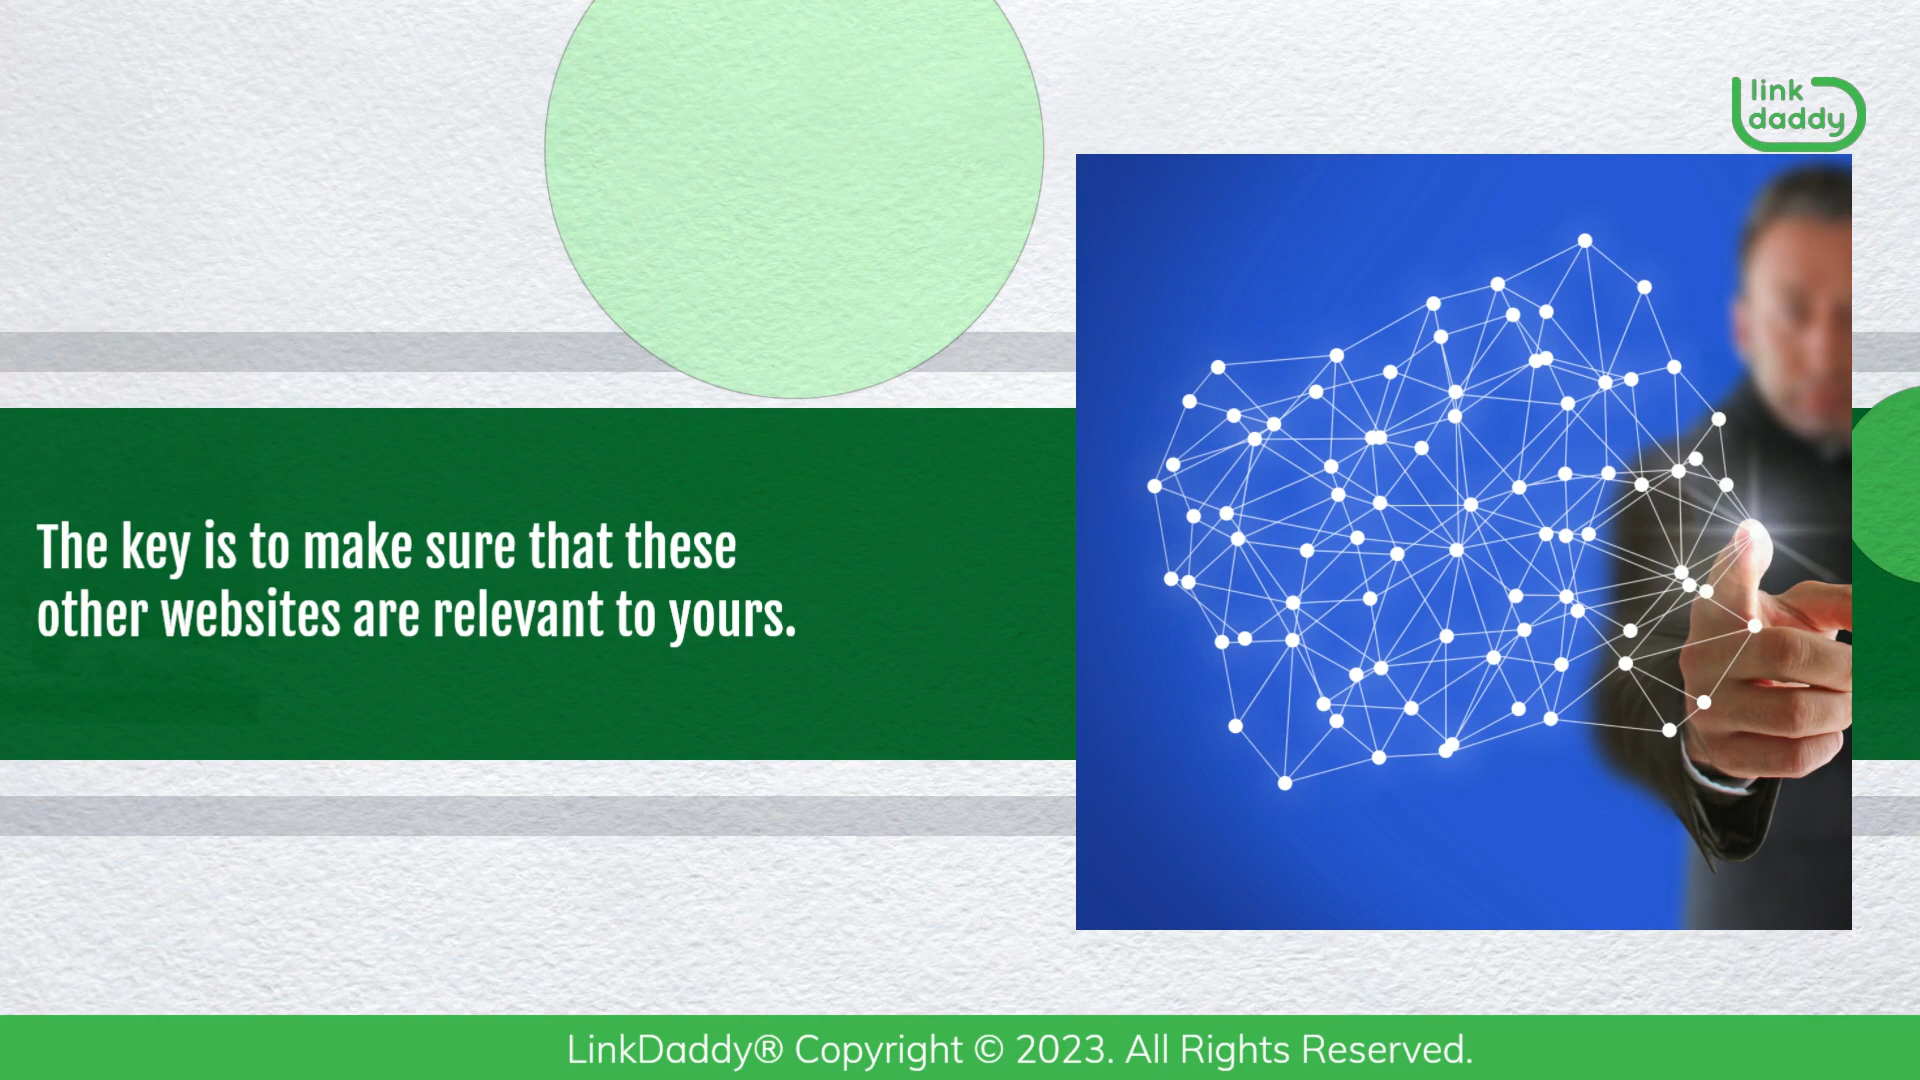 link
daddy
The key is to make sure that these
other websites are relevant to yours.
LinkDaddy® Copyright © 2023. All Rights Reserved.